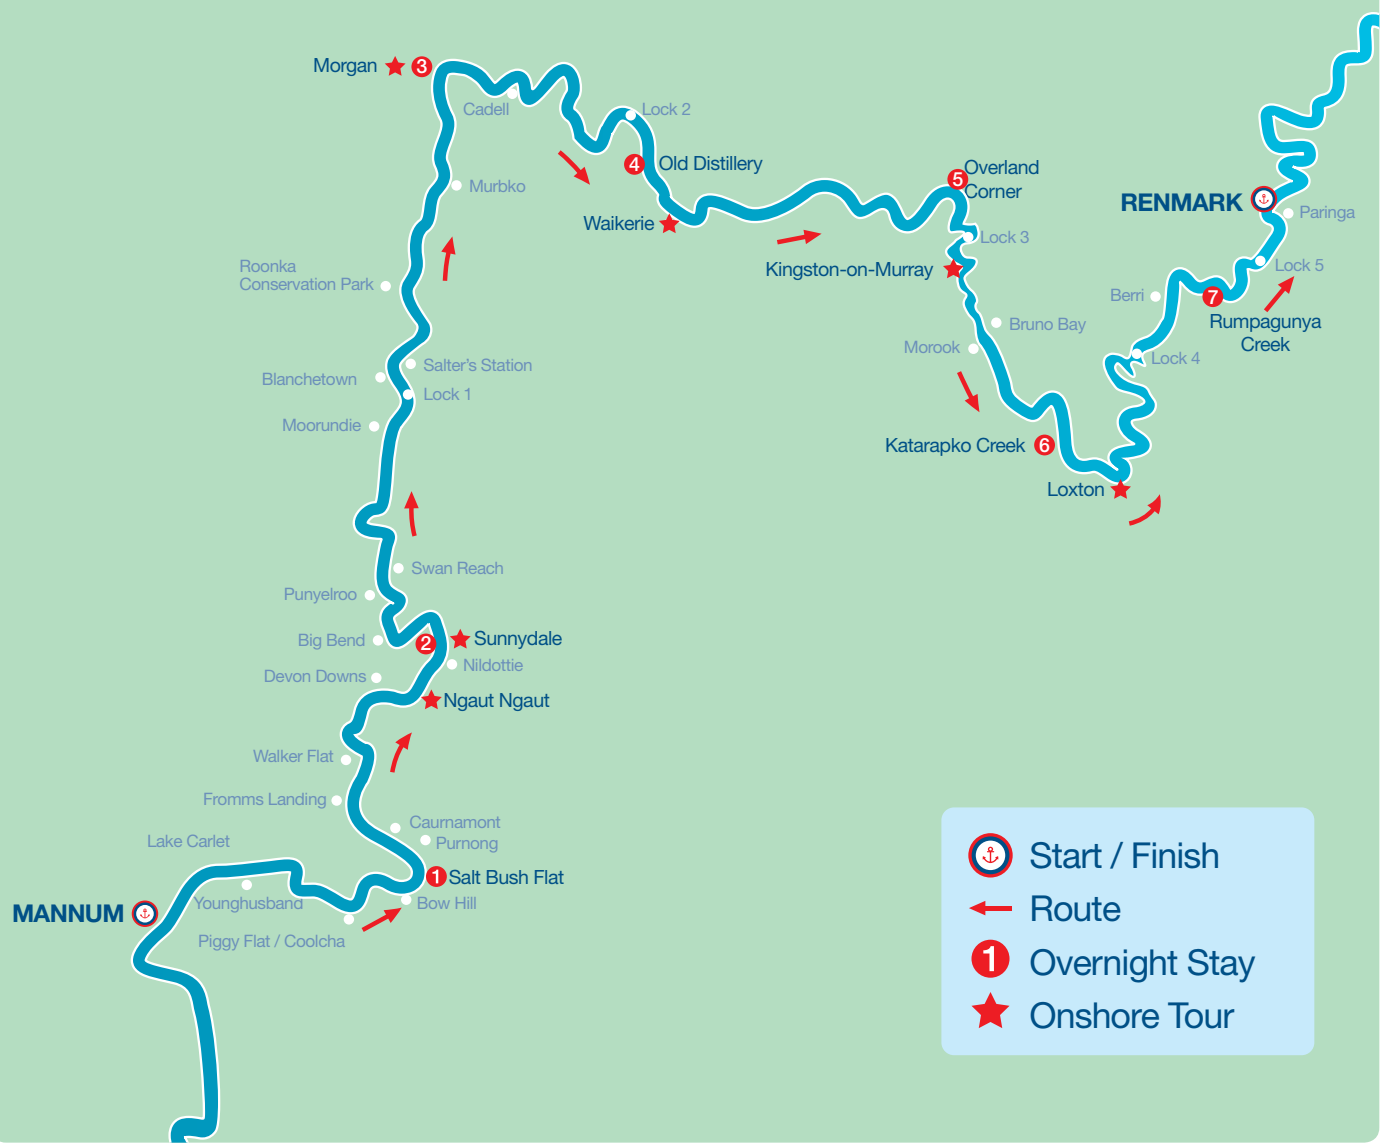 Morgan
3
Cadell
Lock 2
4
Old Distillery
Murbko
Waikerie
5
Overland
Corner
RENMARK
Paringa
Lock 3
Roonka
Conservation Park
Kingston-on-Murray
Lock 5
Berri
7
Rumpagunya
Creek
Bruno Bay
Morook
Lock 4
Salter's Station
Blanchetown
Lock 1
Moorundie
Katarapko Creek
6
Loxton
Swan Reach
Punyelroo
Big Bend
2
Sunnydale
Nildottie
Devon Downs
Ngaut Ngaut
Walker Flat
Fromms Landing
Caurnamont
Purnong
Lake Carlet
1
Salt Bush Flat
Younghusband
Bow Hill
MANNUM
Piggy Flat / Coolcha
Start / Finish
Route
1
Overnight Stay
Onshore Tour